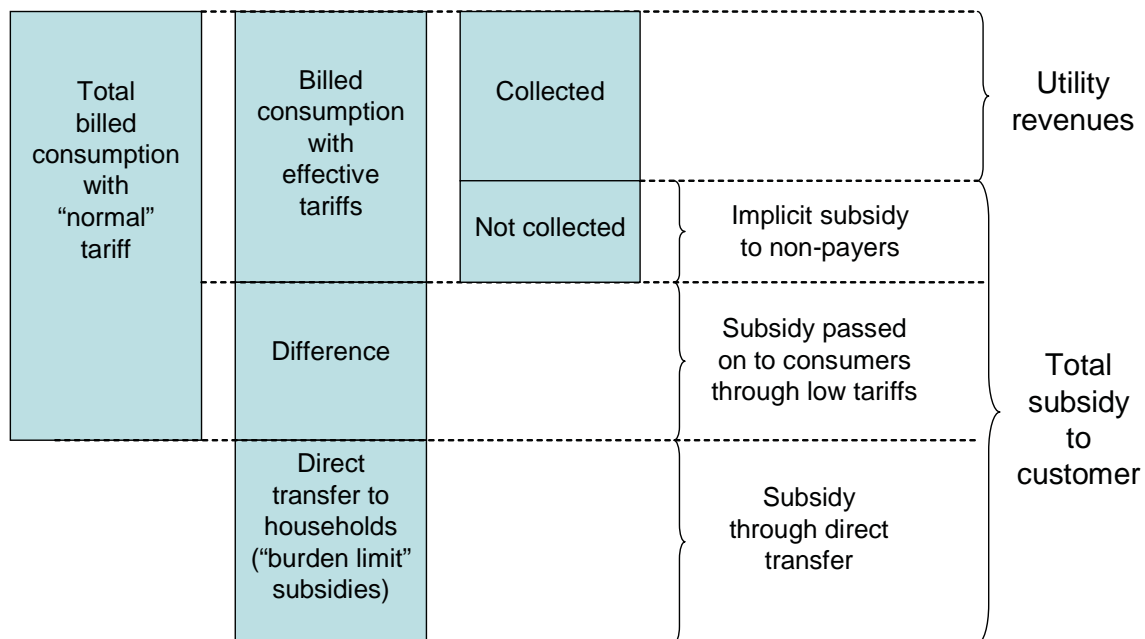 Total
billed
consumption
with
“normal”
tariff
Billed
consumption
with
effective
tariffs
Collected
Utility
revenues
Not collected
Implicit subsidy
to non-payers
Difference
Subsidy passed
on to consumers
through low tariffs
Total
subsidy
to
customer
Direct
transfer to
households
(“burden limit”
subsidies)
Subsidy
through direct
transfer